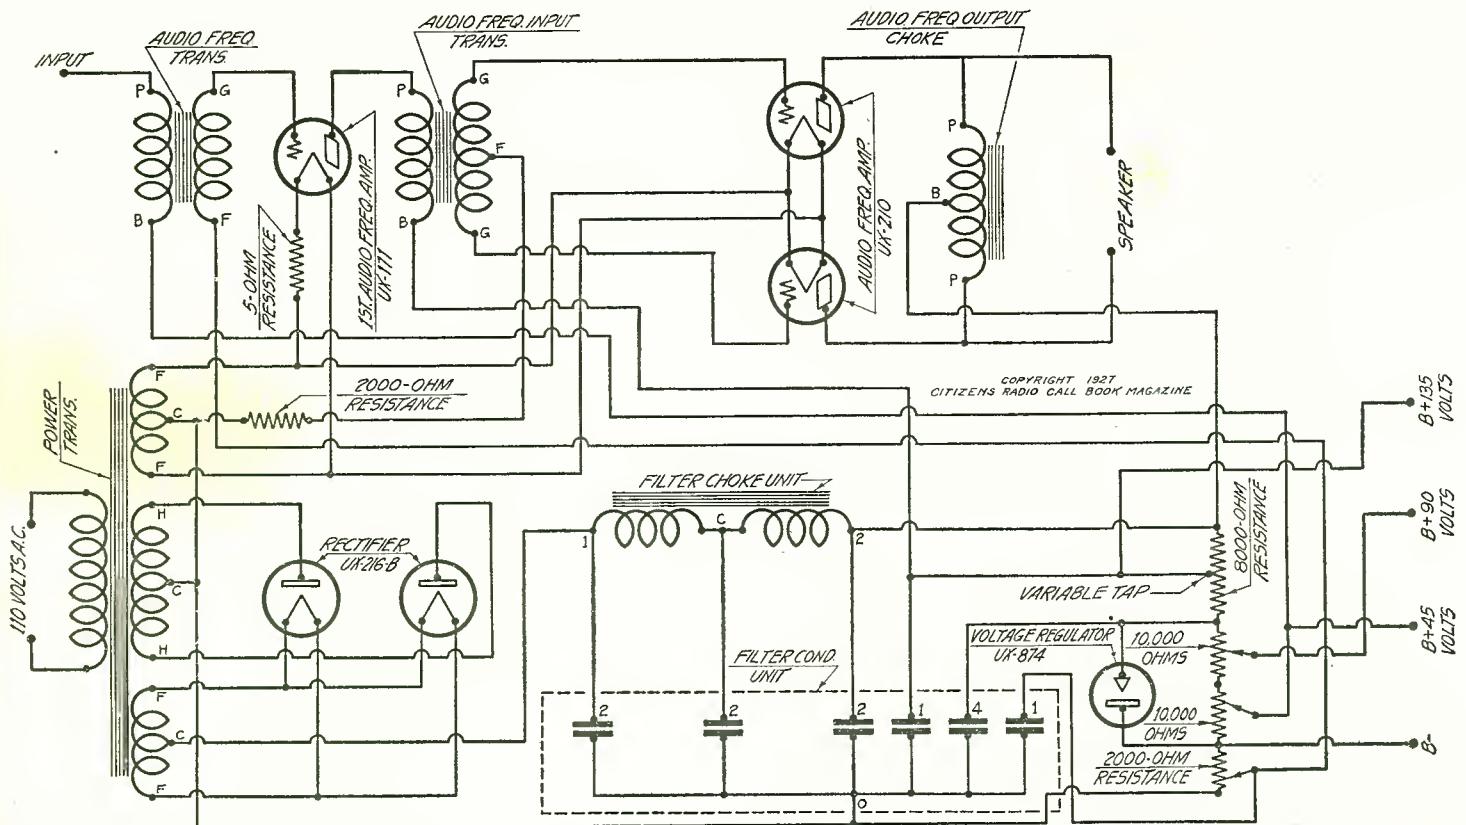 INPUT
AUDIO FREQ.
TRANS.
AUDIO FREQ. INPUT
TRANS.
AUDIO FREQ OUTPUT
CHOKE
P
G
B
F
5-OHM
RESISTANCE
1ST. AUDIO FREQ. AMP.
UX-171
P
G
F
B
G
AUDIO FREQ. AMP.
UX-210
P
B
P
SPEAKER
COPYRIGHT 1927
CITIZENS RADIO CALL BOOK MAGAZINE
POWER
TRANS.
F
C
F
2000-OHM
RESISTANCE
110 VOLTS A.C.
H
C
H
F
C
F
RECTIFIER
UX-216-B
FILTER CHOKE UNIT
1
C
2
8000-OHM
RESISTANCE
VARIABLE TAP
VOLTAGE REGULATOR
UX-874
10,000
OHMS
FILTER COND.
UNIT
2
2
2
1
4
1
O
10,000
OHMS
2000-OHM
RESISTANCE
B+135
VOLTS
B+90
VOLTS
B+45
VOLTS
B-